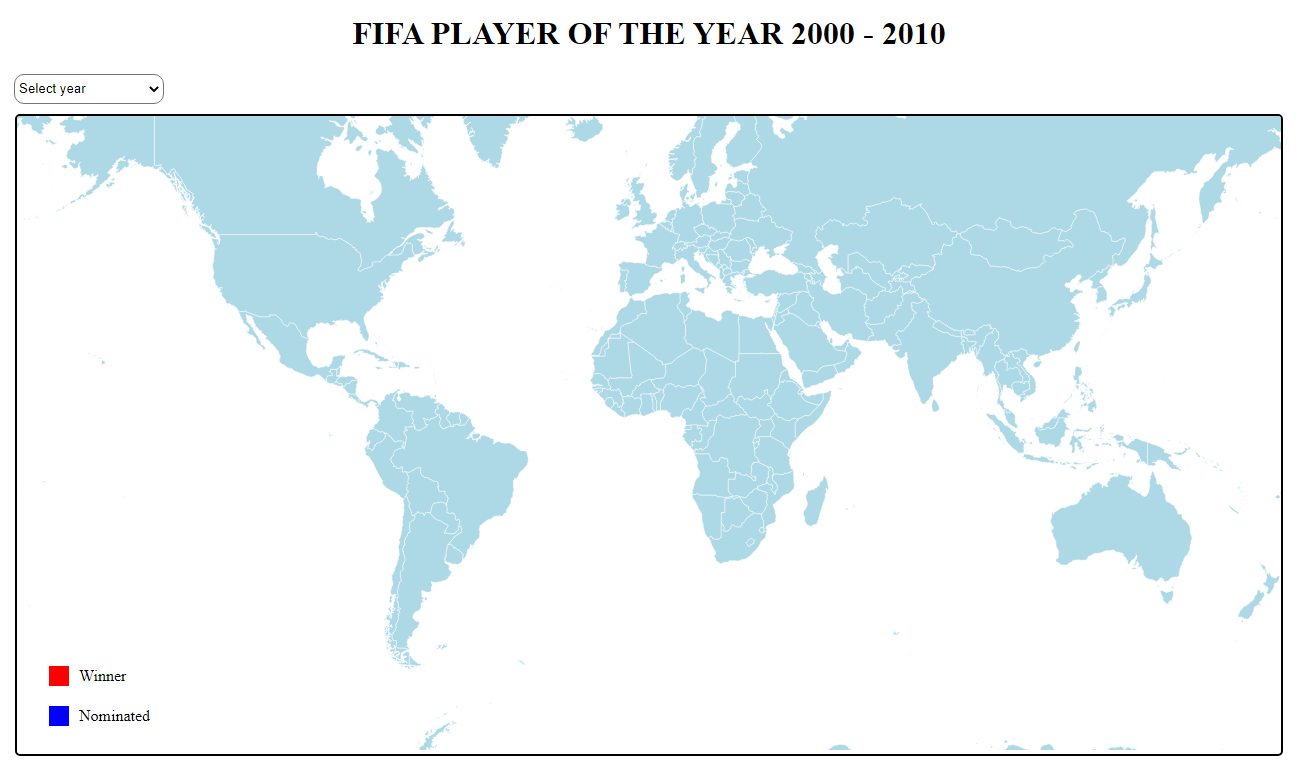 FIFA PLAYER OF THE YEAR 2000 - 2010
Select year
Winner
Nominated